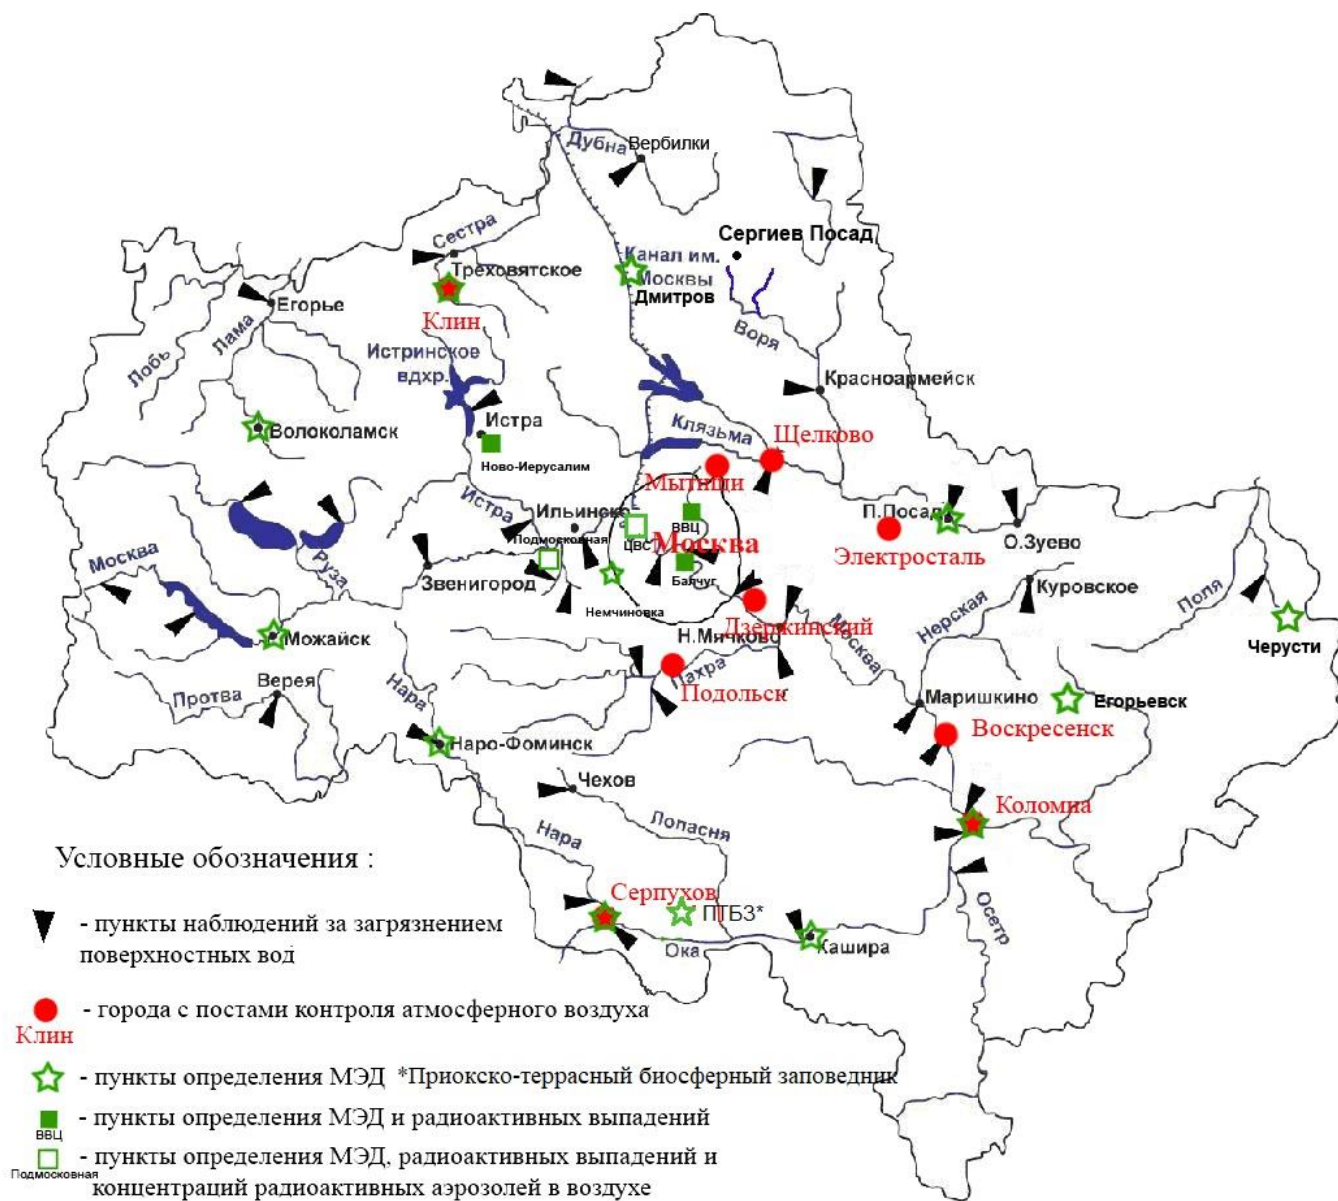 Дубна
Вербилки
Сестра
Сергиев Посад
Канал им.
Москвы
Дмитров
Треховятское
Клин
Егорье
Лама
Лобь
Воря
Истринское
вдхр.
Красноармейск
Волоколамск
Истра
Ново-Иерусалим
Клязьма
Щелково
Мытищи
Истра
Ильинское
Подмосковная
ЦВС
ВВЦ
Москва
Балчуг
П.Посад
Электросталь
О.Зуево
Москва
Руза
Звенигород
Немчиновка
Куровское
Нерская
Поля
Черусти
Можайск
Дзержинский
Н.Мячково
Москва
Протва
Верея
Нара
Пахра
Подольск
Маришкино
Егорьевск
Воскресенск
Наро-Фоминск
Чехов
Лопасня
Коломна
Нара
Серпухов
ПТБЗ*
Ока
Кашира
Осетр
Условные обозначения :
- пункты наблюдений за загрязнением
поверхностных вод
- города с постами контроля атмосферного воздуха
Клин
- пункты определения МЭД *Приокско-террасный биосферный заповедник
- пункты определения МЭД и радиоактивных выпадений
ВВЦ
- пункты определения МЭД, радиоактивных выпадений и
Подмосковная
концентраций радиоактивных аэрозолей в воздухе